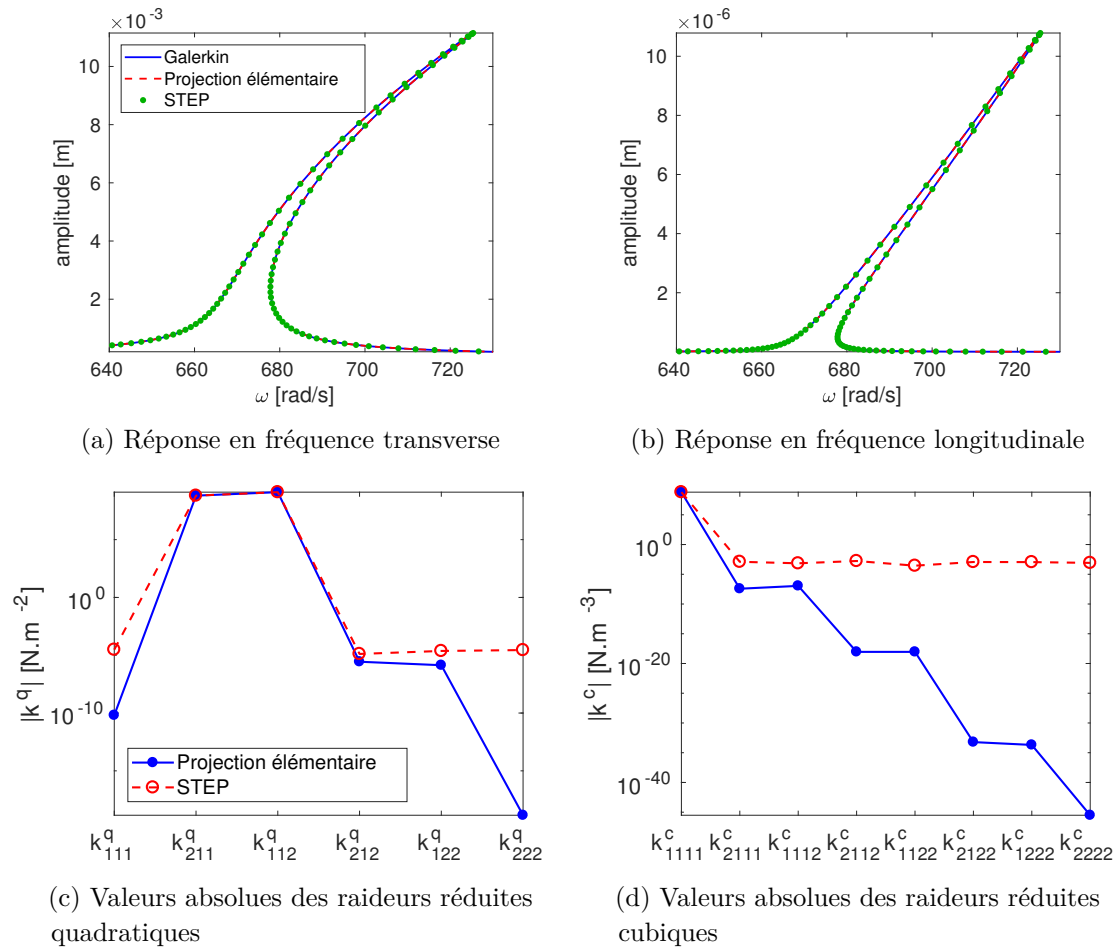 ×10⁻³
10
8
6
4
2
640 660 680 700 720
amplitude [m]
ω [rad/s]
Galerkin
Projection élémentaire
STEP
(a) Réponse en fréquence transverse
×10⁻⁶
10
8
6
4
2
640 660 680 700 720
amplitude [m]
ω [rad/s]
(b) Réponse en fréquence longitudinale
10⁰
10⁻¹⁰
|k^q| [N.m⁻²]
Projection élémentaire
STEP
k^q_111 k^q_211 k^q_112 k^q_212 k^q_122 k^q_222
(c) Valeurs absolues des raideurs réduites
quadratiques
10⁰
10⁻²⁰
10⁻⁴⁰
|k^c| [N.m⁻³]
k^c_1111 k^c_2111 k^c_1112 k^c_2112 k^c_1122 k^c_2122 k^c_1222 k^c_2222
(d) Valeurs absolues des raideurs réduites
cubiques